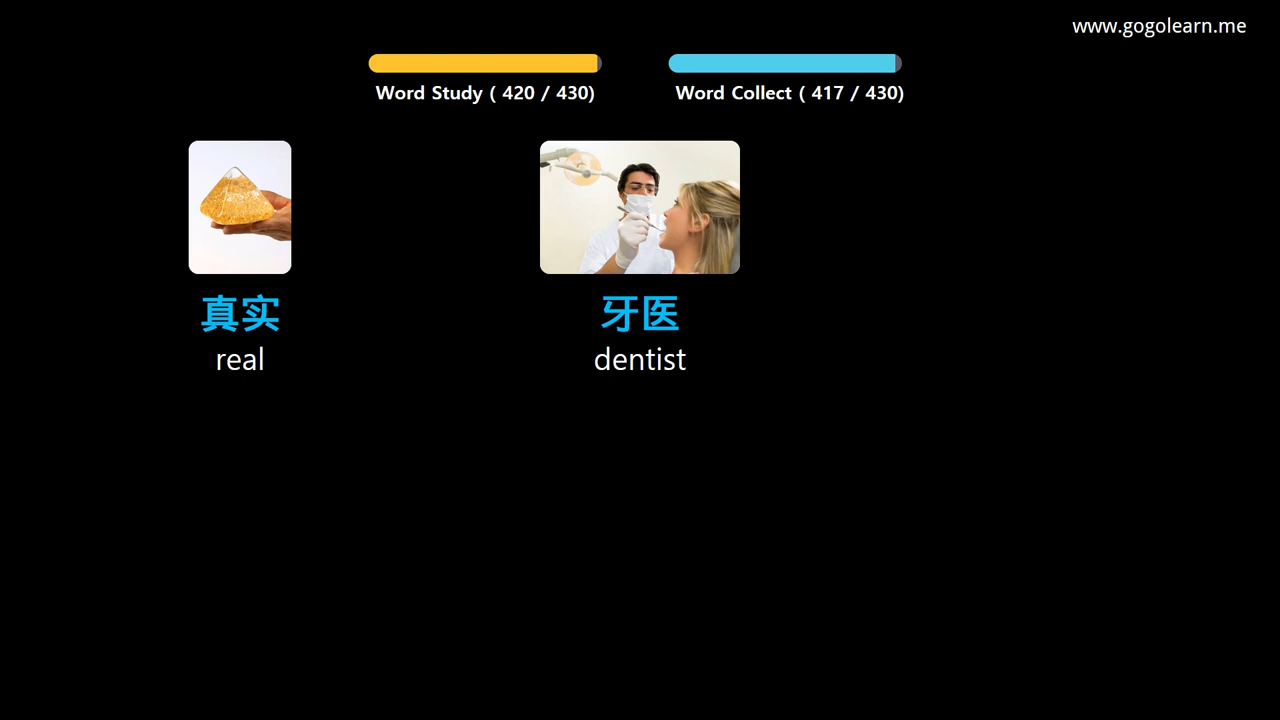 www.gogolearn.me
Word Study ( 420 / 430)
Word Collect ( 417 / 430)
真实
real
牙医
dentist